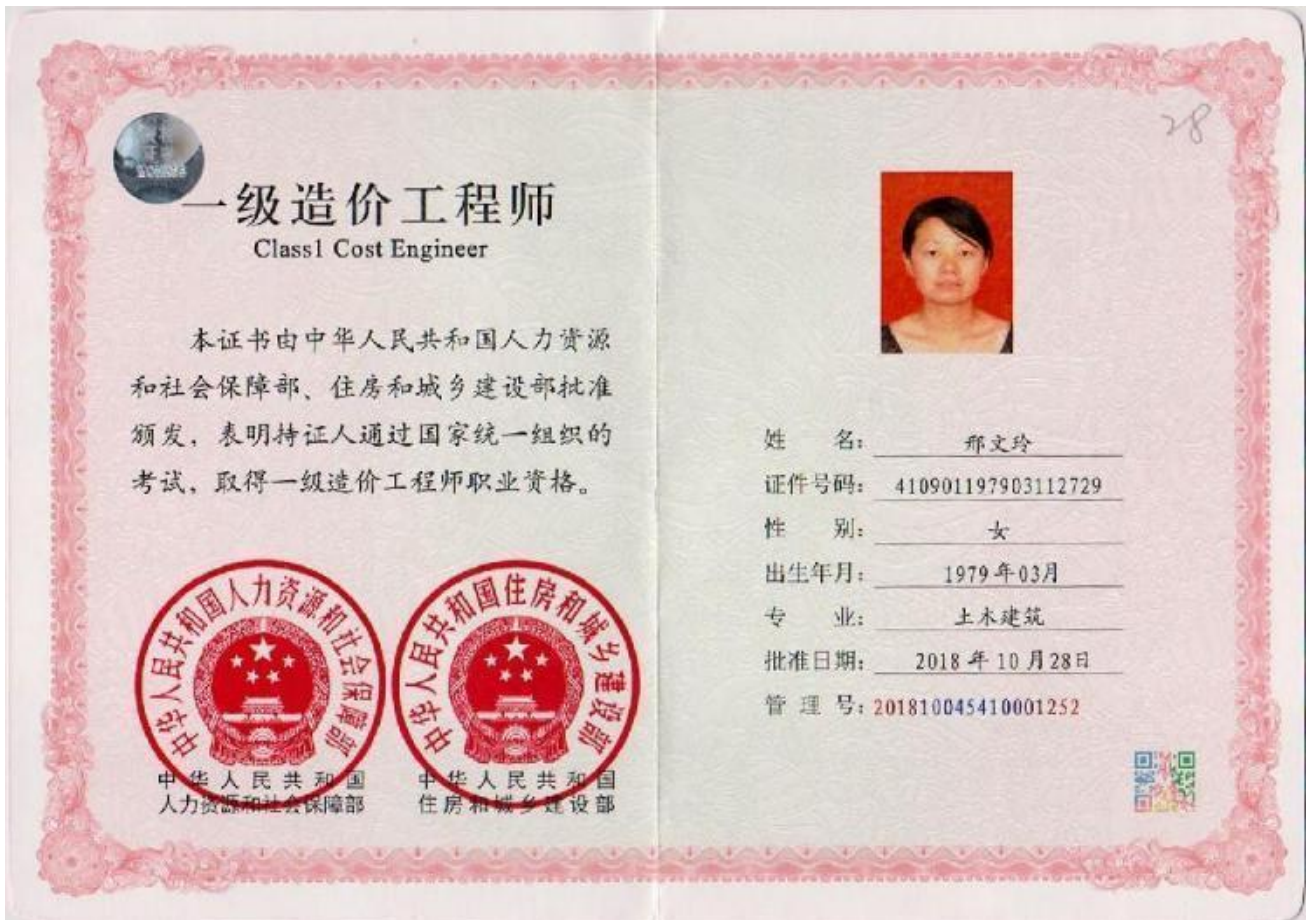 一级造价工程师
Class1 Cost Engineer
本证书由中华人民共和国人力资源
和社会保障部、住房和城乡建设部批准
颁发，表明持证人通过国家统一组织的
考试，取得一级造价工程师职业资格。
中华人民共和国人力资源和社会保障部
中华人民共和国住房和城乡建设部
中华人民共和国
人力资源和社会保障部
中华人民共和国
住房和城乡建设部
28
姓 名：邢文玲
证件号码：410901197903112729
性 别：女
出生年月：1979年03月
专 业：土木建筑
批准日期：2018年10月28日
管 理 号：201810045410001252